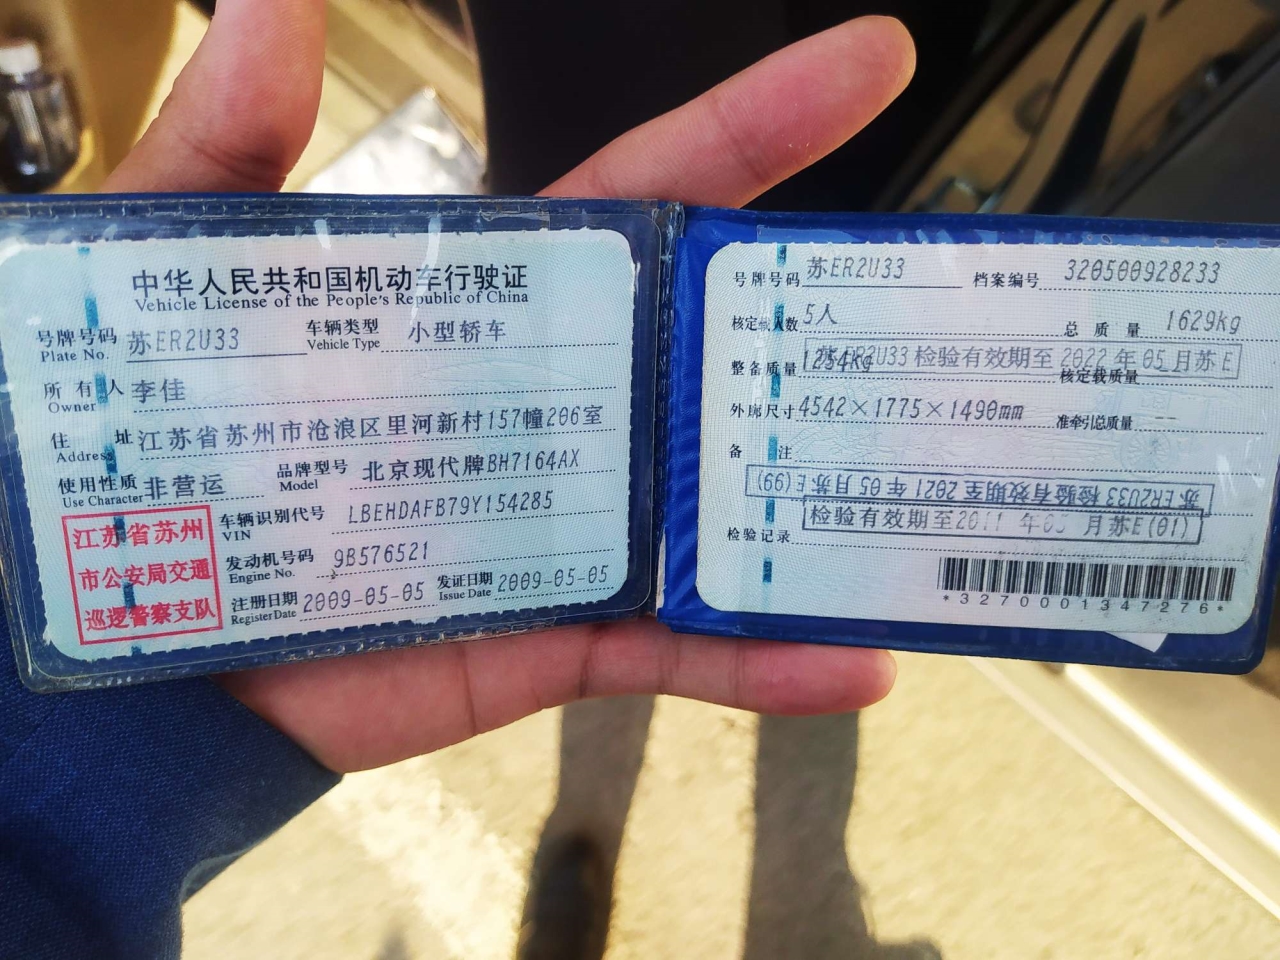 中华人民共和国机动车行驶证
Vehicle License of the People's Republic of China
号牌号码 苏ER2U33 车辆类型 小型轿车
Plate No. Vehicle Type
所有人 李佳
Owner
住址 江苏省苏州市沧浪区里河新村157幢206室
Address
使用性质 非营运 品牌型号 北京现代牌BH7164AX
Use Character Model
车辆识别代号 LBEHDAFB79Y154285
VIN
发动机号码 9B576521
Engine No.
注册日期 2009-05-05 发证日期 2009-05-05
Register Date Issue Date
江苏省苏州
市公安局交通
巡逻警察支队
号牌号码 苏ER2U33 档案编号 320500928233
核定载人数 5人 总质量 1629kg
整备质量 1254kg 核定载质量
苏ER2U33 检验有效期至 2022 年 05 月苏E
外廓尺寸 4542×1775×1490mm 准牵引总质量 --
备注
苏ER2U33 检验有效期至 2021 年 05 月苏E(99)
检验有效期至2011 年05 月苏E(01)
检验记录
*3270001347276*